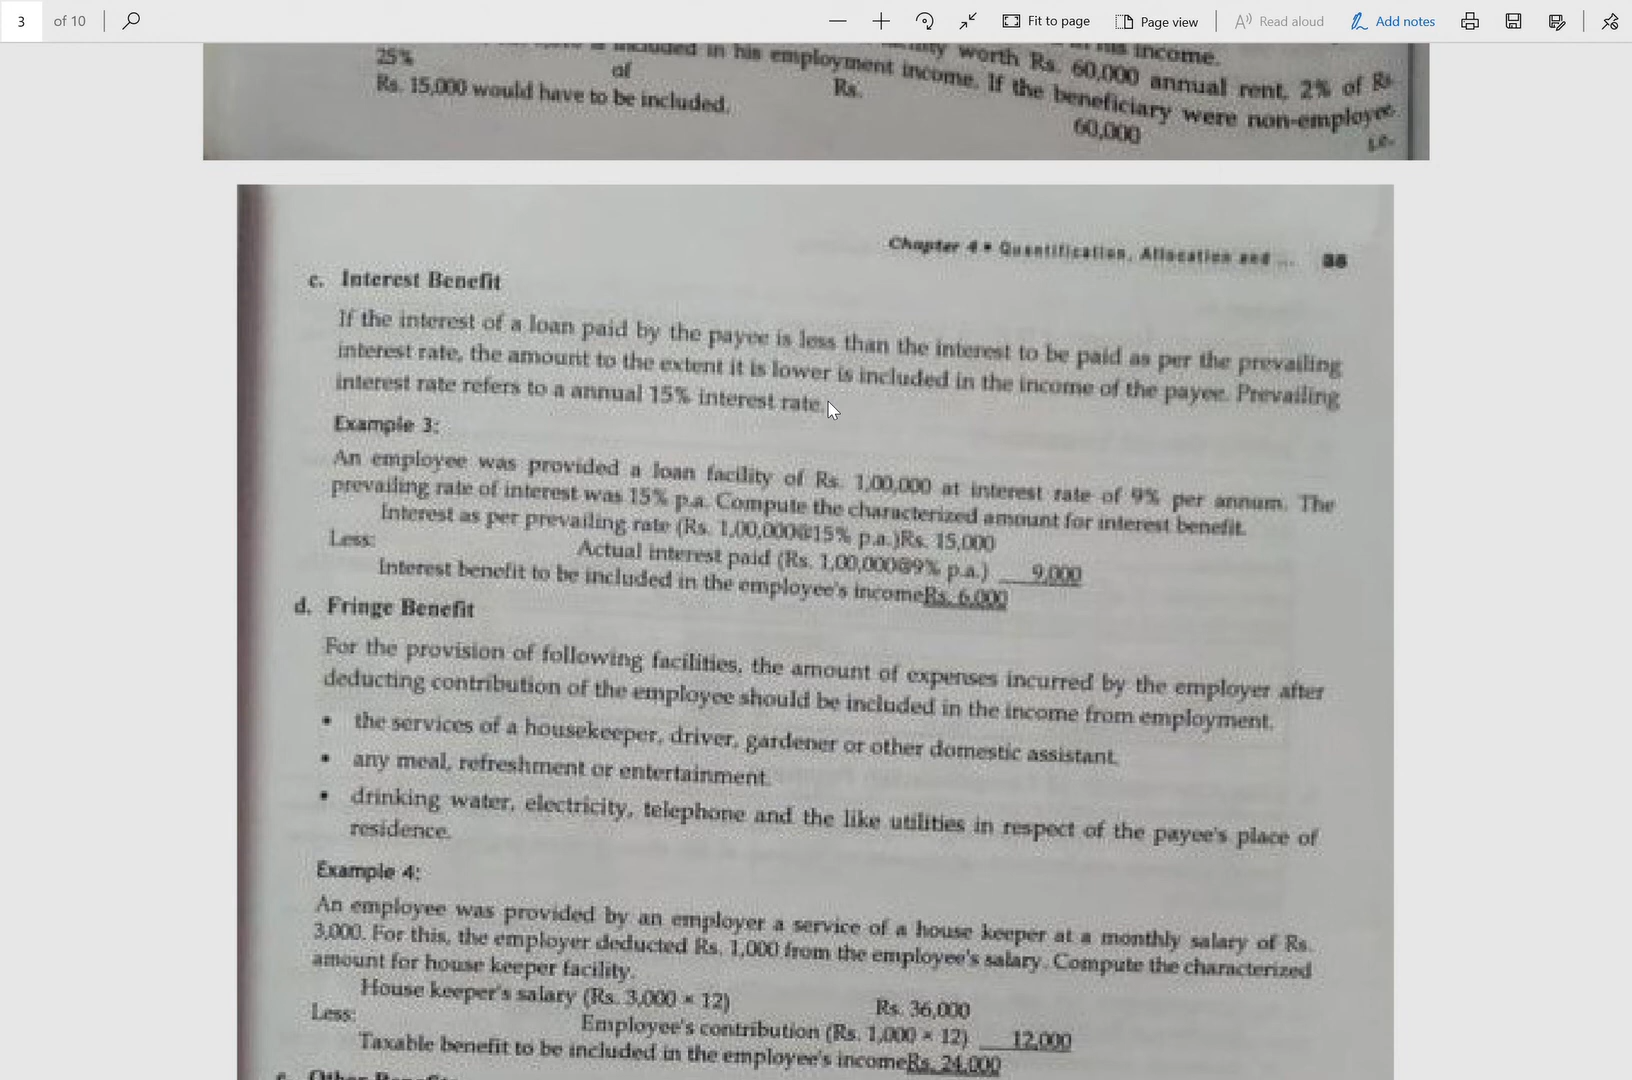 3 of 10 Fit to page Page view Read aloud Add notes
included in his employment income. If the beneficiary were non-employee
worth Rs. 60,000 annual rent, 2% of Rs.
his income.
25% of Rs. 60,000 i.e.
Rs. 15,000 would have to be included.
Chapter 4 • Quantification, Allocation and ...
c. Interest Benefit
If the interest of a loan paid by the payee is less than the interest to be paid as per the prevailing
interest rate, the amount to the extent it is lower is included in the income of the payee. Prevailing
interest rate refers to a annual 15% interest rate.
Example 3:
An employee was provided a loan facility of Rs. 1,00,000 at interest rate of 9% per annum. The
prevailing rate of interest was 15% p.a. Compute the characterized amount for interest benefit.
Interest as per prevailing rate (Rs. 1,00,000@15% p.a.)Rs. 15,000
Less: Actual interest paid (Rs. 1,00,000@9% p.a.) 9,000
Interest benefit to be included in the employee's incomeRs. 6,000
d. Fringe Benefit
For the provision of following facilities, the amount of expenses incurred by the employer after
deducting contribution of the employee should be included in the income from employment.
• the services of a housekeeper, driver, gardener or other domestic assistant.
• any meal, refreshment or entertainment.
• drinking water, electricity, telephone and the like utilities in respect of the payee's place of
residence.
Example 4:
An employee was provided by an employer a service of a house keeper at a monthly salary of Rs.
3,000. For this, the employer deducted Rs. 1,000 from the employee's salary. Compute the characterized
amount for house keeper facility.
House keeper's salary (Rs. 3,000 × 12) Rs. 36,000
Less: Employee's contribution (Rs. 1,000 × 12) 12,000
Taxable benefit to be included in the employee's incomeRs. 24,000